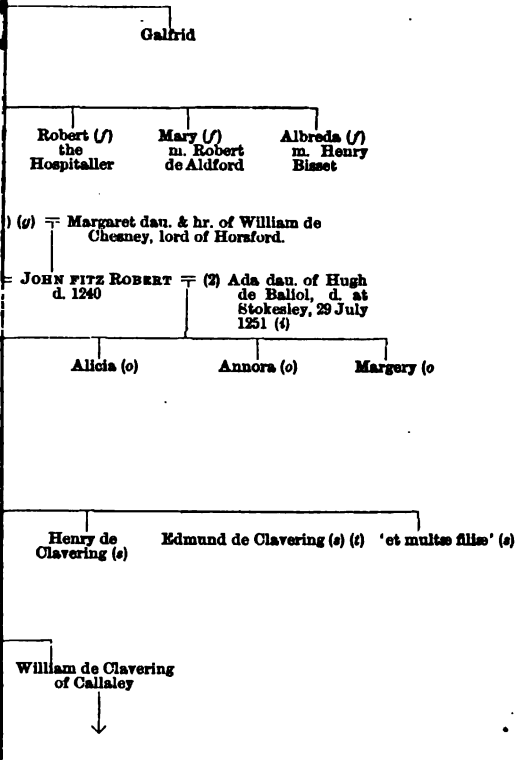 Galfrid
Robert (f)
the
Hospitaller
Mary (f)
m. Robert
de Aldford
Albreda (f)
m. Henry
Bisset
) (g) = Margaret dau. & hr. of William de
Chesney, lord of Horsford.
= JOHN FITZ ROBERT = (2) Ada dau. of Hugh
d. 1240
de Baliol, d. at
Stokesley, 29 July
1251 (i)
Alicia (o)
Annora (o)
Margery (o
Henry de
Clavering (s)
Edmund de Clavering (s) (t)
'et multæ filiæ' (s)
William de Clavering
of Callaley